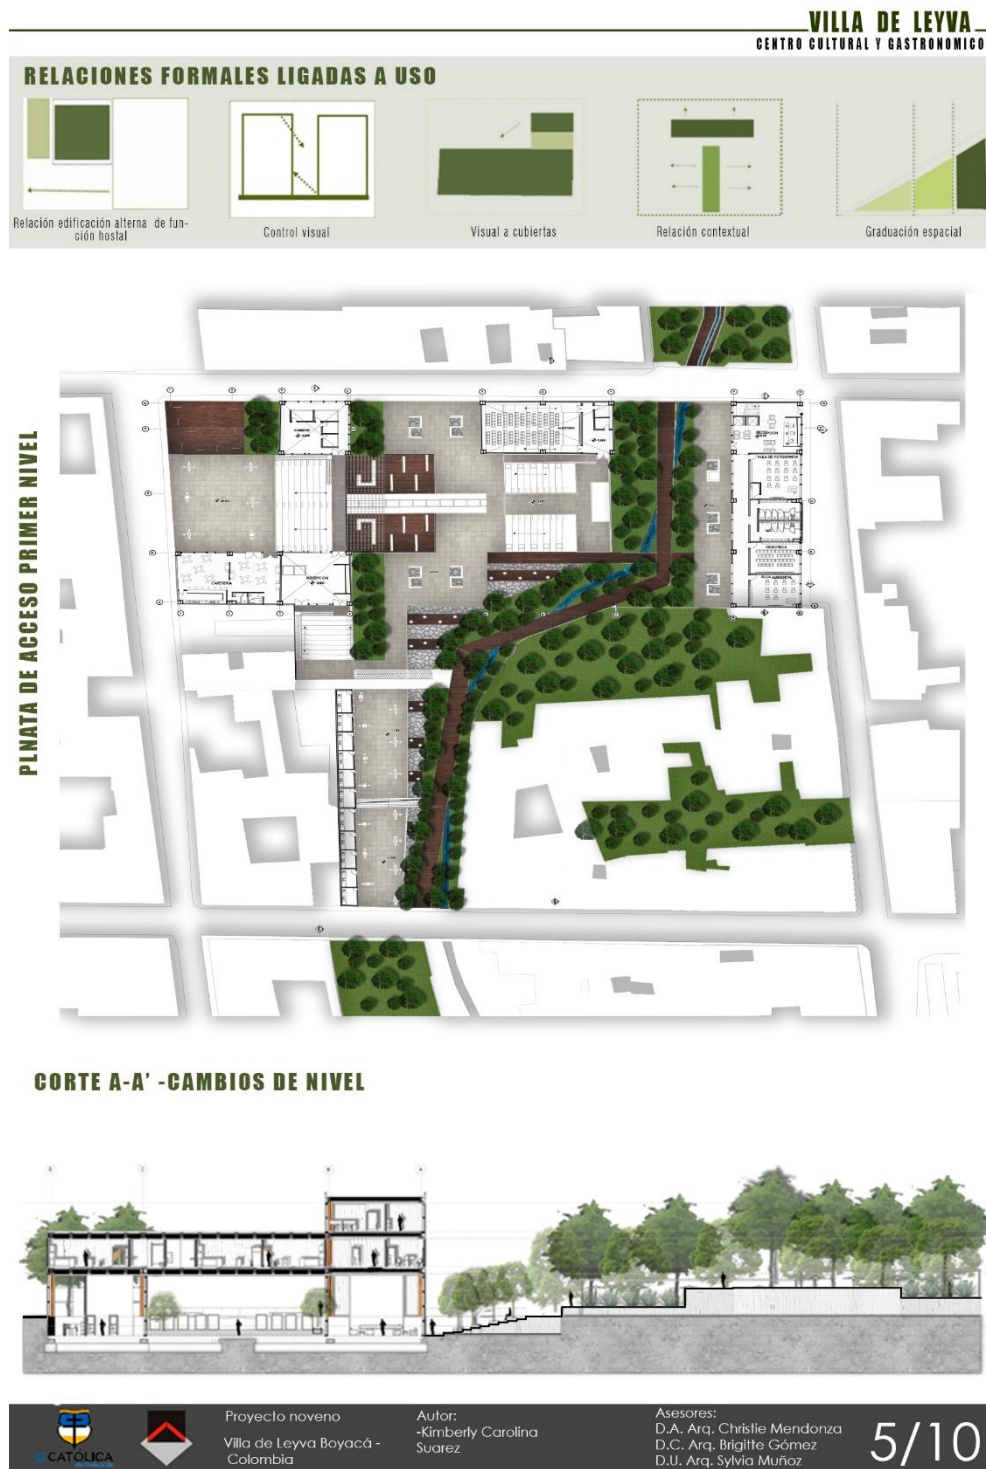 VILLA DE LEYVA
CENTRO CULTURAL Y GASTRONOMICO
RELACIONES FORMALES LIGADAS A USO
Relación edificación alterna de fun-
ción hostal
Control visual
Visual a cubiertas
Relación contextual
Graduación espacial
PLNATA DE ACCESO PRIMER NIVEL
RECEPCION
CAFETERIA
RECEPCION
CORTE A-A' -CAMBIOS DE NIVEL
CATÓLICA
Proyecto noveno
Villa de Leyva Boyacá -
Colombia
Autor:
-Kimberly Carolina
Suarez
Asesores:
D.A. Arq. Christie Mendonza
D.C. Arq. Brigitte Gómez
D.U. Arq. Sylvia Muñoz
5/10